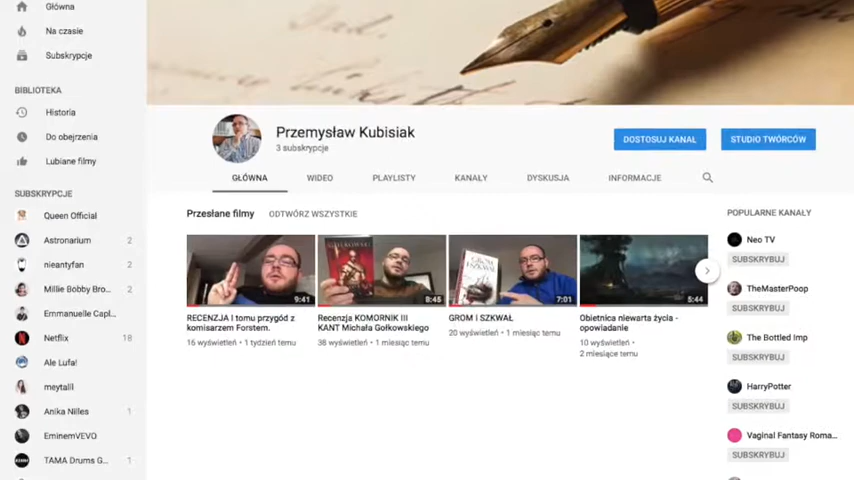 Główna
Na czasie
Subskrypcje
BIBLIOTEKA
Historia
Do obejrzenia
Lubiane filmy
SUBSKRYPCJE
Queen Official
Astronarium 2
nieantyfan 2
Millie Bobby Bro... 2
Emmanuelle Capl...
Netflix 18
Ale Lufa!
meytalll
Anika Nilles 1
EminemVEVO
TAMA Drums G... 1
Przemysław Kubisiak
3 subskrypcje
DOSTOSUJ KANAŁ
STUDIO TWÓRCÓW
GŁÓWNA
WIDEO
PLAYLISTY
KANAŁY
DYSKUSJA
INFORMACJE
Przesłane filmy
ODTWÓRZ WSZYSTKIE
9:41
RECENZJA I tomu przygód z
komisarzem Forstem.
16 wyświetleń • 1 tydzień temu
8:45
Recenzja KOMORNIK III
KANT Michała Gołkowskiego
38 wyświetleń • 1 miesiąc temu
GROM
SZKWAŁ
7:01
GROM i SZKWAŁ
20 wyświetleń • 1 miesiąc temu
5:44
Obietnica niewarta życia -
opowiadanie
10 wyświetleń •
2 miesiące temu
POPULARNE KANAŁY
Neo TV
SUBSKRYBUJ
TheMasterPoop
SUBSKRYBUJ
The Bottled Imp
SUBSKRYBUJ
HarryPotter
SUBSKRYBUJ
Vaginal Fantasy Roma...
SUBSKRYBUJ